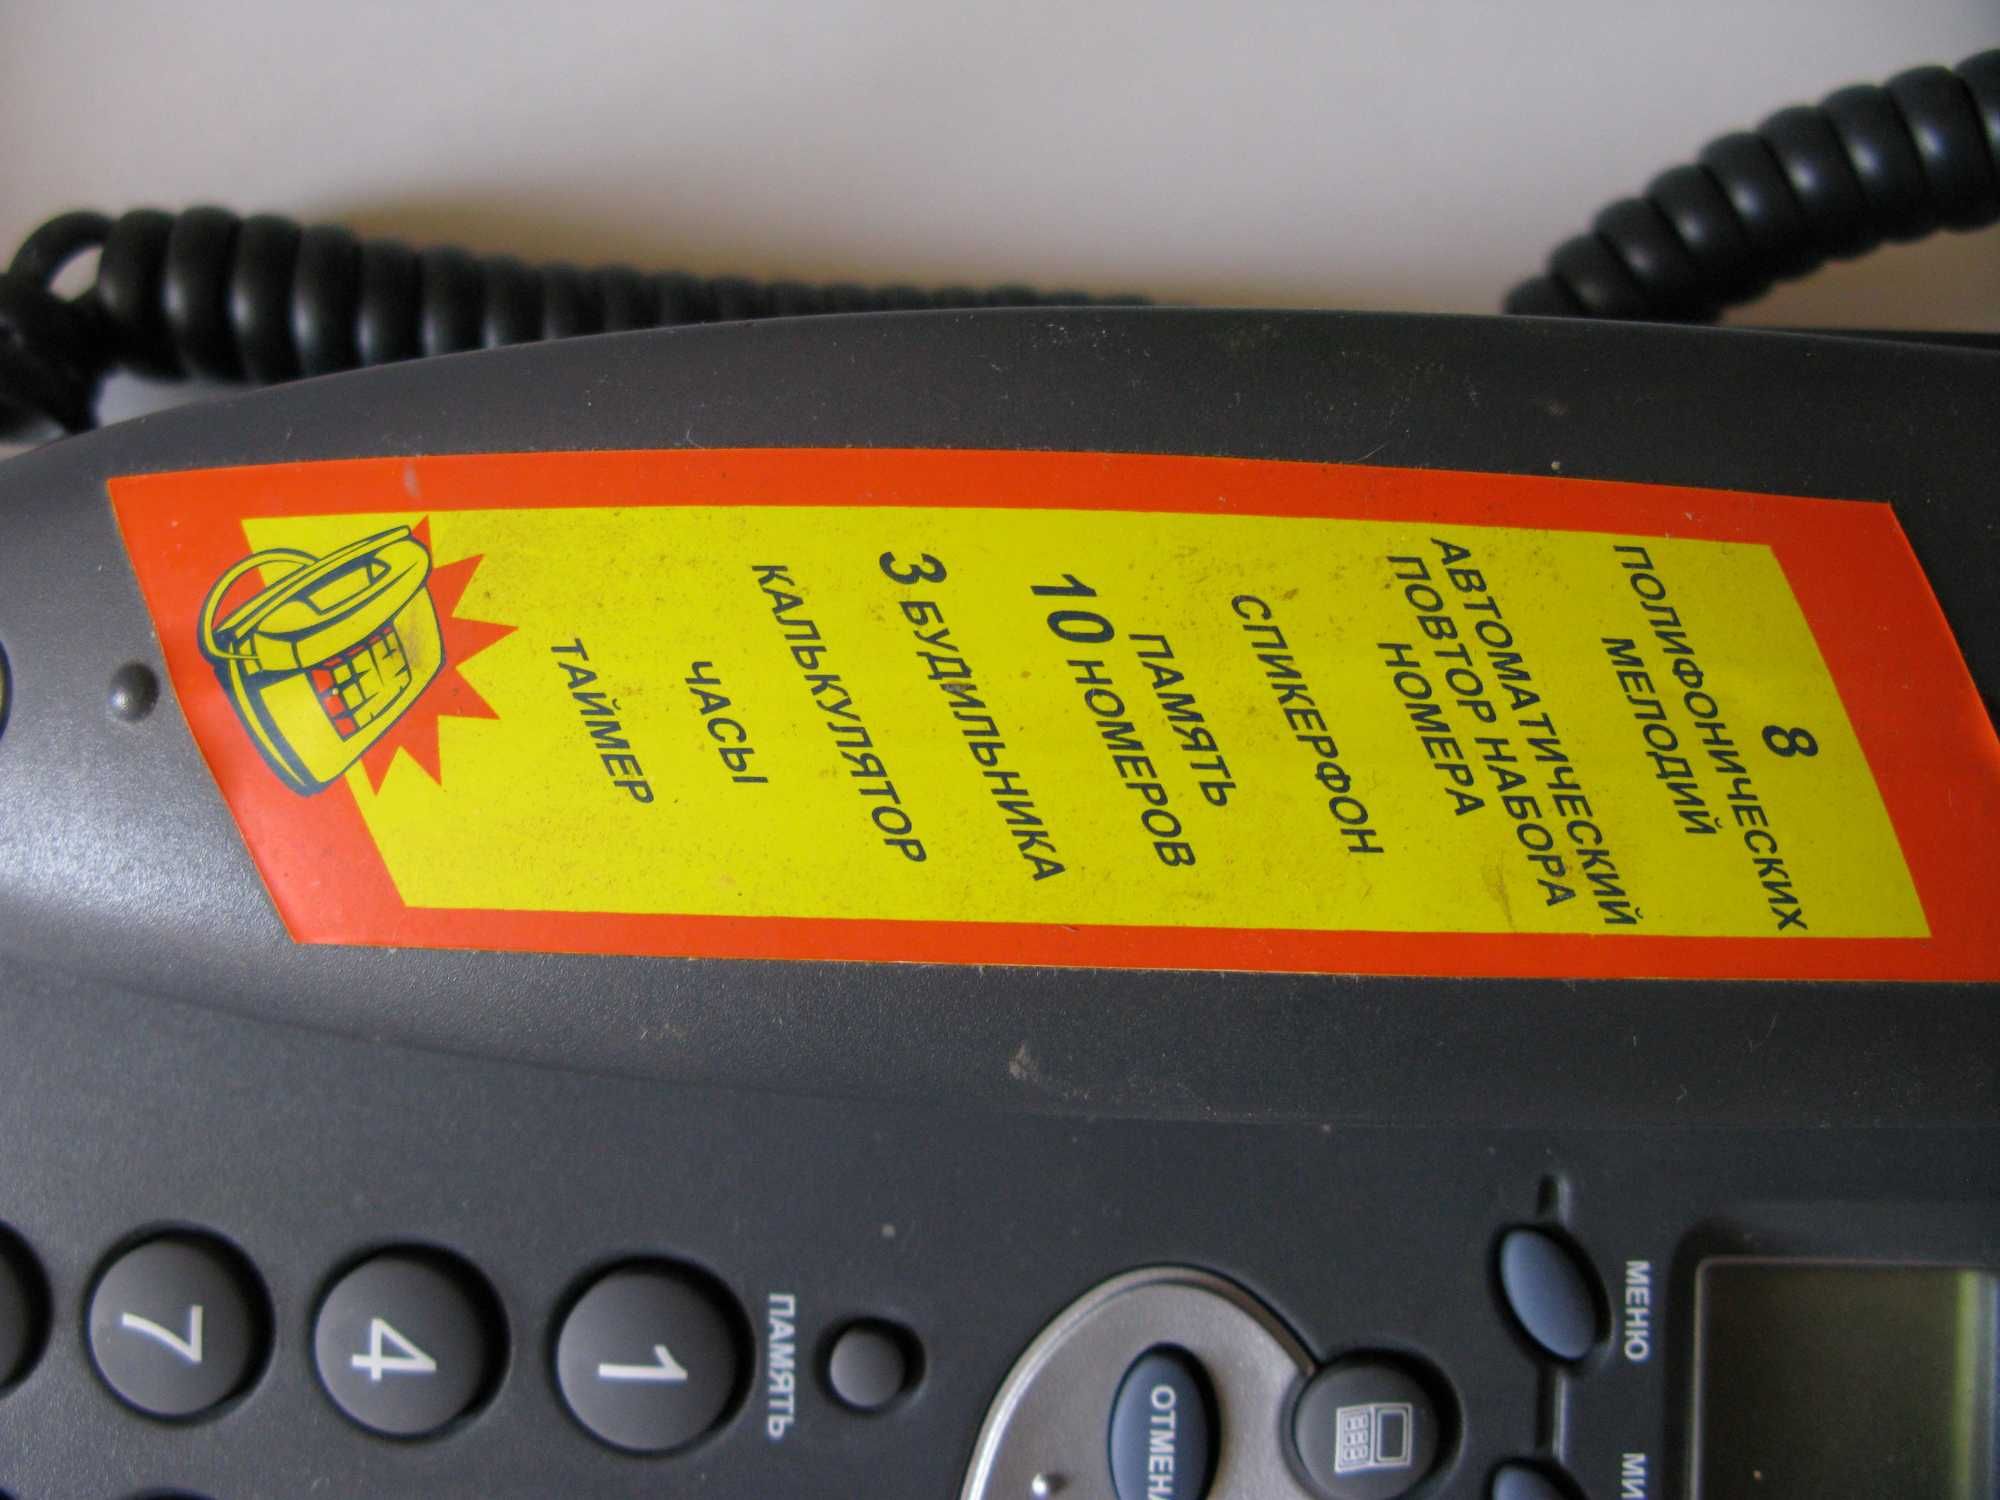 8
ПОЛИФОНИЧЕСКИХ
МЕЛОДИЙ
АВТОМАТИЧЕСКИЙ
ПОВТОР НАБОРА
НОМЕРА
СПИКЕРФОН
ПАМЯТЬ
10 НОМЕРОВ
3 БУДИЛЬНИКА
КАЛЬКУЛЯТОР
ЧАСЫ
ТАЙМЕР
МЕНЮ
ОТМЕНА
ПАМЯТЬ
1
4
7